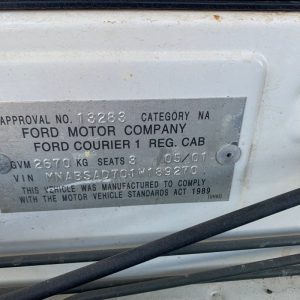 APPROVAL NO. 13283 CATEGORY NA
FORD MOTOR COMPANY
FORD COURIER 1 REG. CAB
GVM 2670 KG SEATS 3 05/01
VIN
THIS VEHICLE WAS MANUFACTURED TO COMPLY
WITH THE MOTOR VEHICLE STANDARDS ACT 1989